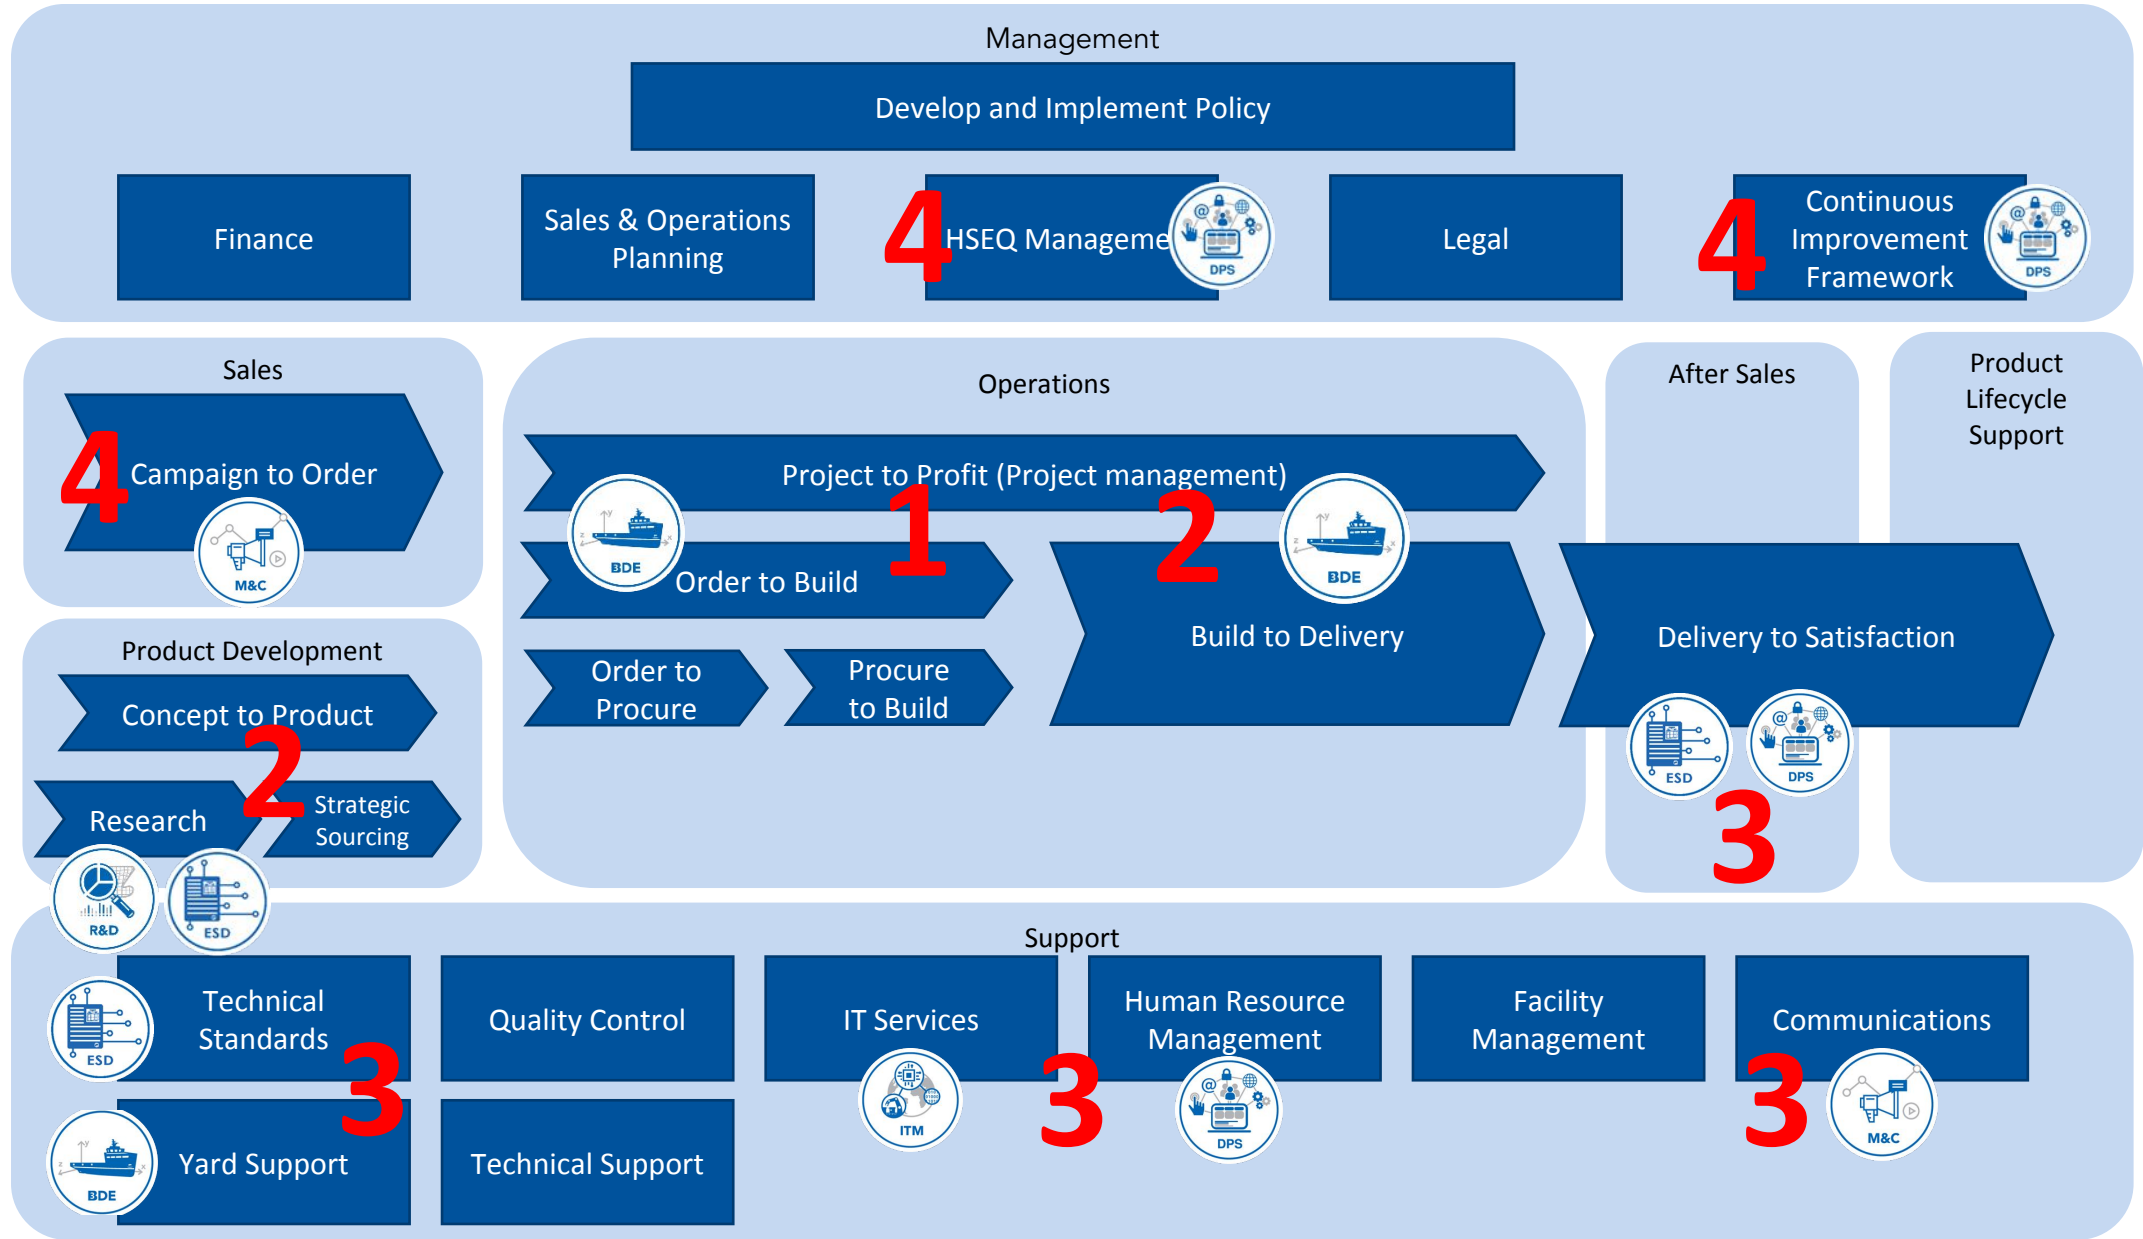 Management
Develop and Implement Policy
Finance
Sales & Operations
Planning
4
HSEQ Manageme
DPS
Legal
4
Continuous
Improvement
Framework
DPS
Sales
4
Campaign to Order
M&C
Operations
Project to Profit (Project management)
1
2
BDE
Order to Build
BDE
Build to Delivery
Order to
Procure
Procure
to Build
After Sales
Product
Lifecycle
Support
Delivery to Satisfaction
ESD
DPS
3
Product Development
Concept to Product
2
Research
Strategic
Sourcing
R&D
ESD
Support
Technical
Standards
ESD
3
Quality Control
IT Services
ITM
3
Human Resource
Management
DPS
Facility
Management
Communications
3
M&C
Yard Support
BDE
Technical Support